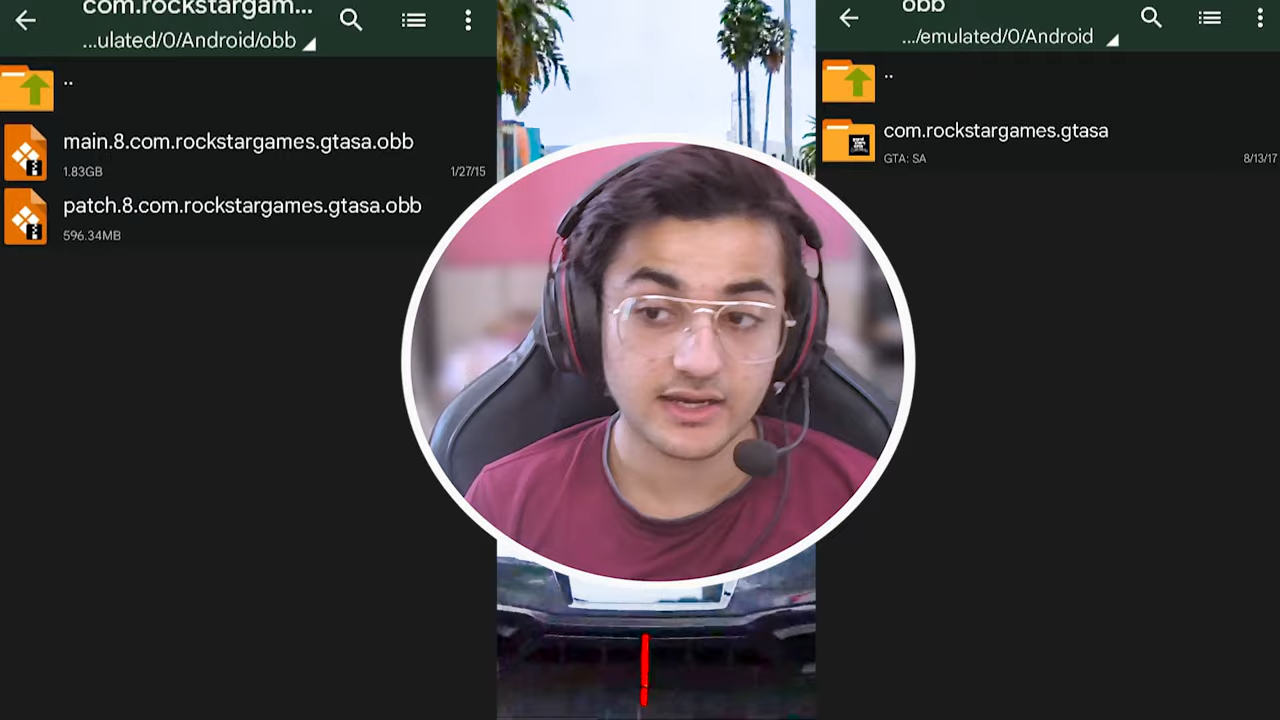 com.rockstargam...
...ulated/0/Android/obb
..
main.8.com.rockstargames.gtasa.obb
1.83GB
1/27/15
patch.8.com.rockstargames.gtasa.obb
596.34MB
obb
.../emulated/0/Android
..
com.rockstargames.gtasa
GTA: SA
8/13/17